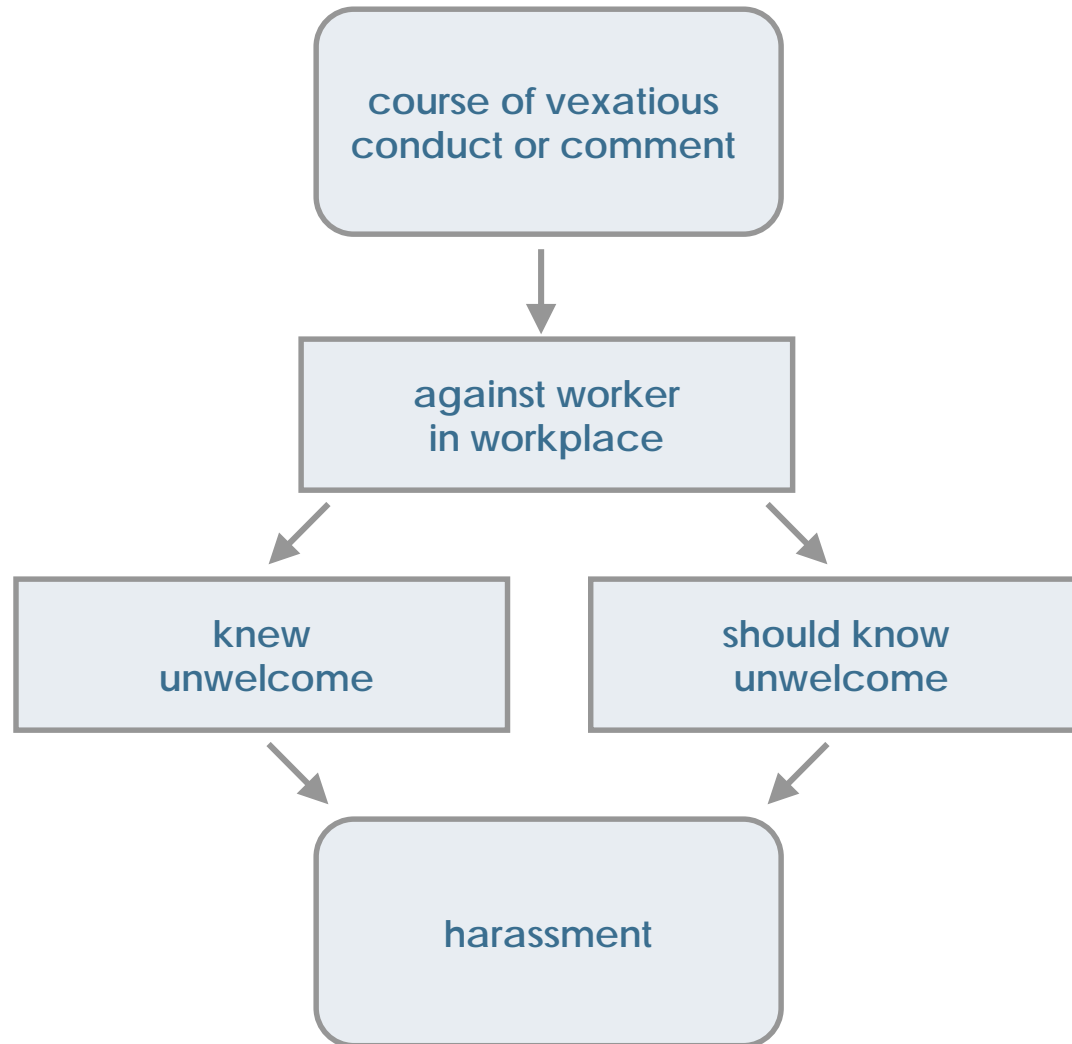 course of vexatious
conduct or comment
against worker
in workplace
knew
unwelcome
should know
unwelcome
harassment